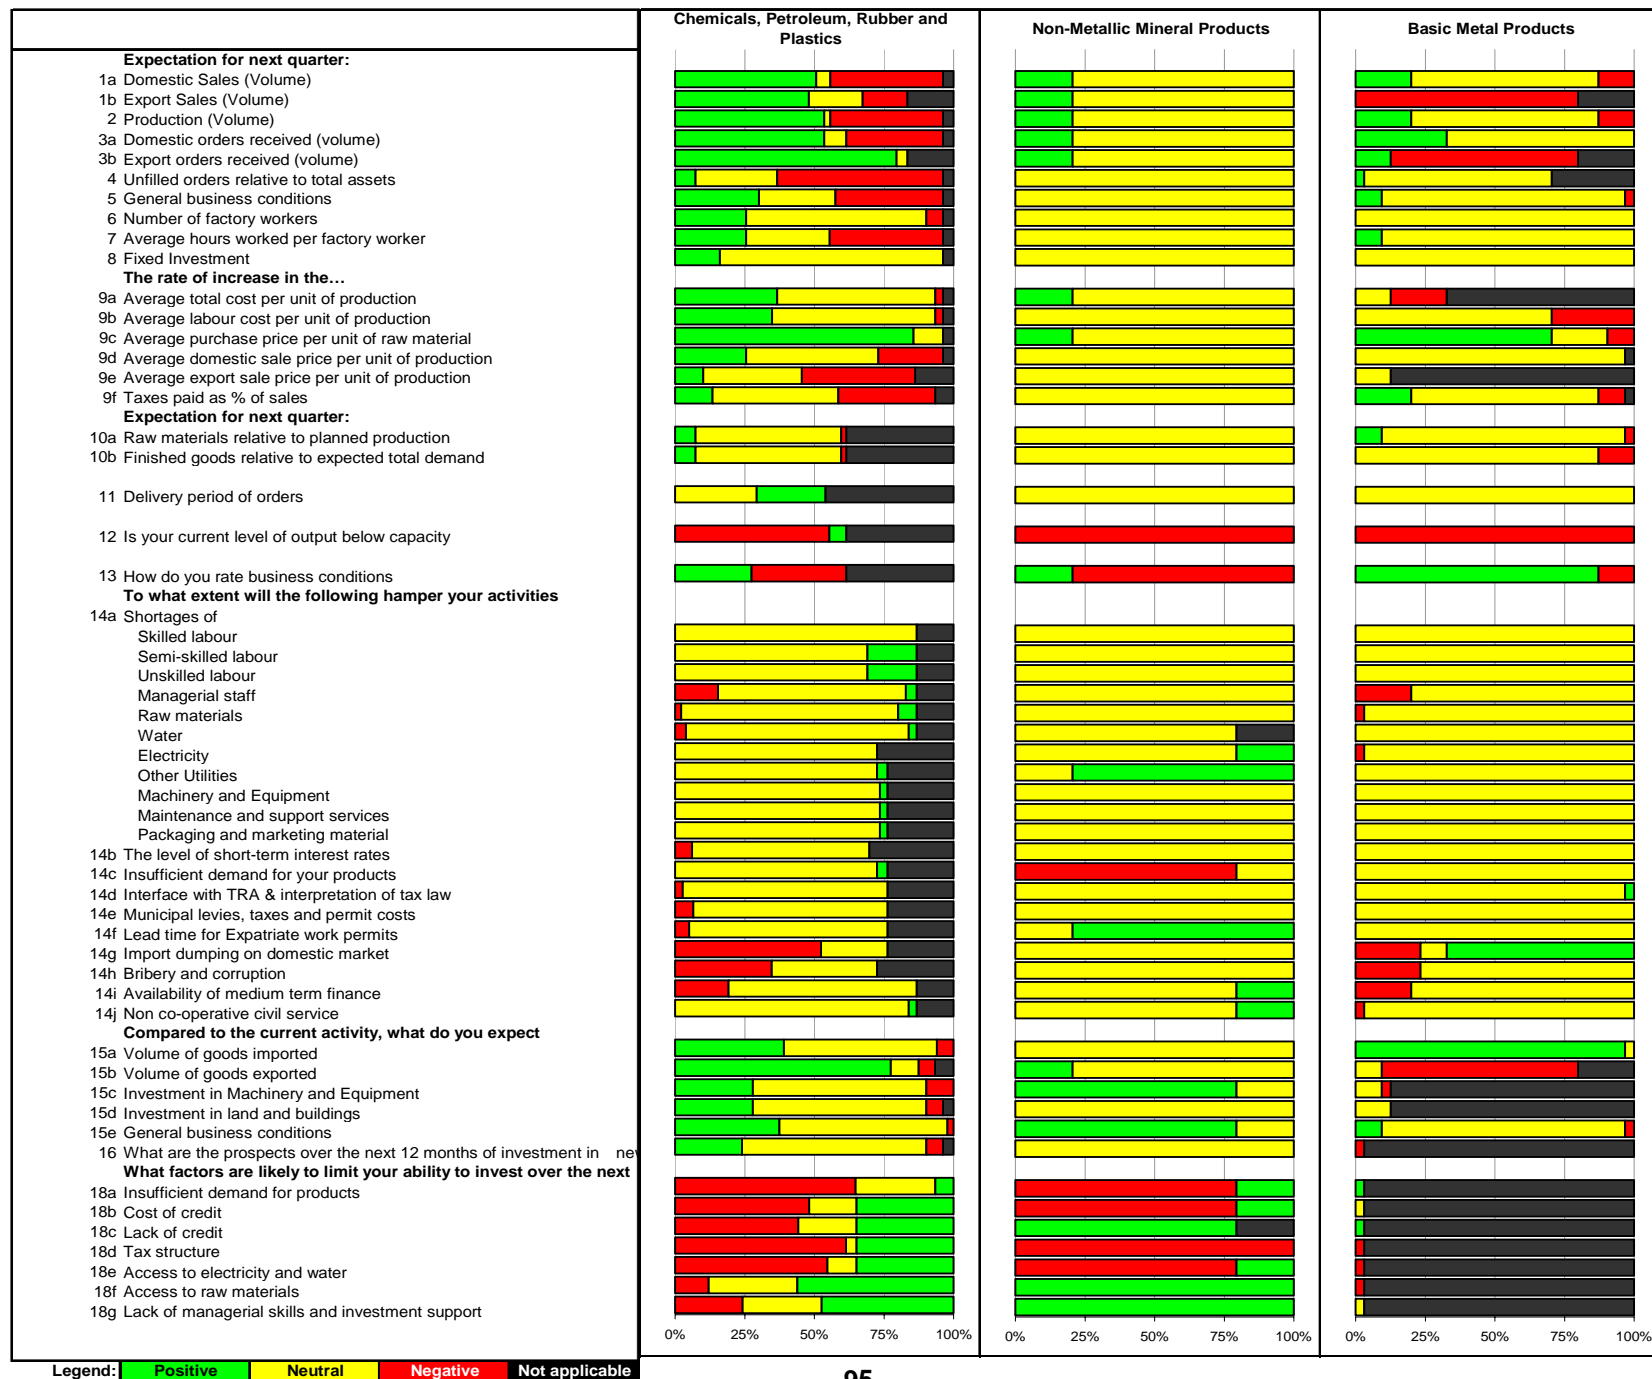 Chemicals, Petroleum, Rubber and
Plastics
Non-Metallic Mineral Products
Basic Metal Products
Expectation for next quarter:
1a Domestic Sales (Volume)
1b Export Sales (Volume)
2 Production (Volume)
3a Domestic orders received (volume)
3b Export orders received (volume)
4 Unfilled orders relative to total assets
5 General business conditions
6 Number of factory workers
7 Average hours worked per factory worker
8 Fixed Investment
The rate of increase in the…
9a Average total cost per unit of production
9b Average labour cost per unit of production
9c Average purchase price per unit of raw material
9d Average domestic sale price per unit of production
9e Average export sale price per unit of production
9f Taxes paid as % of sales
Expectation for next quarter:
10a Raw materials relative to planned production
10b Finished goods relative to expected total demand
11 Delivery period of orders
12 Is your current level of output below capacity
13 How do you rate business conditions
To what extent will the following hamper your activities
14a Shortages of
Skilled labour
Semi-skilled labour
Unskilled labour
Managerial staff
Raw materials
Water
Electricity
Other Utilities
Machinery and Equipment
Maintenance and support services
Packaging and marketing material
14b The level of short-term interest rates
14c Insufficient demand for your products
14d Interface with TRA & interpretation of tax law
14e Municipal levies, taxes and permit costs
14f Lead time for Expatriate work permits
14g Import dumping on domestic market
14h Bribery and corruption
14i Availability of medium term finance
14j Non co-operative civil service
Compared to the current activity, what do you expect
15a Volume of goods imported
15b Volume of goods exported
15c Investment in Machinery and Equipment
15d Investment in land and buildings
15e General business conditions
16 What are the prospects over the next 12 months of investment in
What factors are likely to limit your ability to invest over the next
18a Insufficient demand for products
18b Cost of credit
18c Lack of credit
18d Tax structure
18e Access to electricity and water
18f Access to raw materials
18g Lack of managerial skills and investment support
0% 25% 50% 75% 100%
0% 25% 50% 75% 100%
0% 25% 50% 75% 100%
Legend: Positive Neutral Negative Not applicable
95